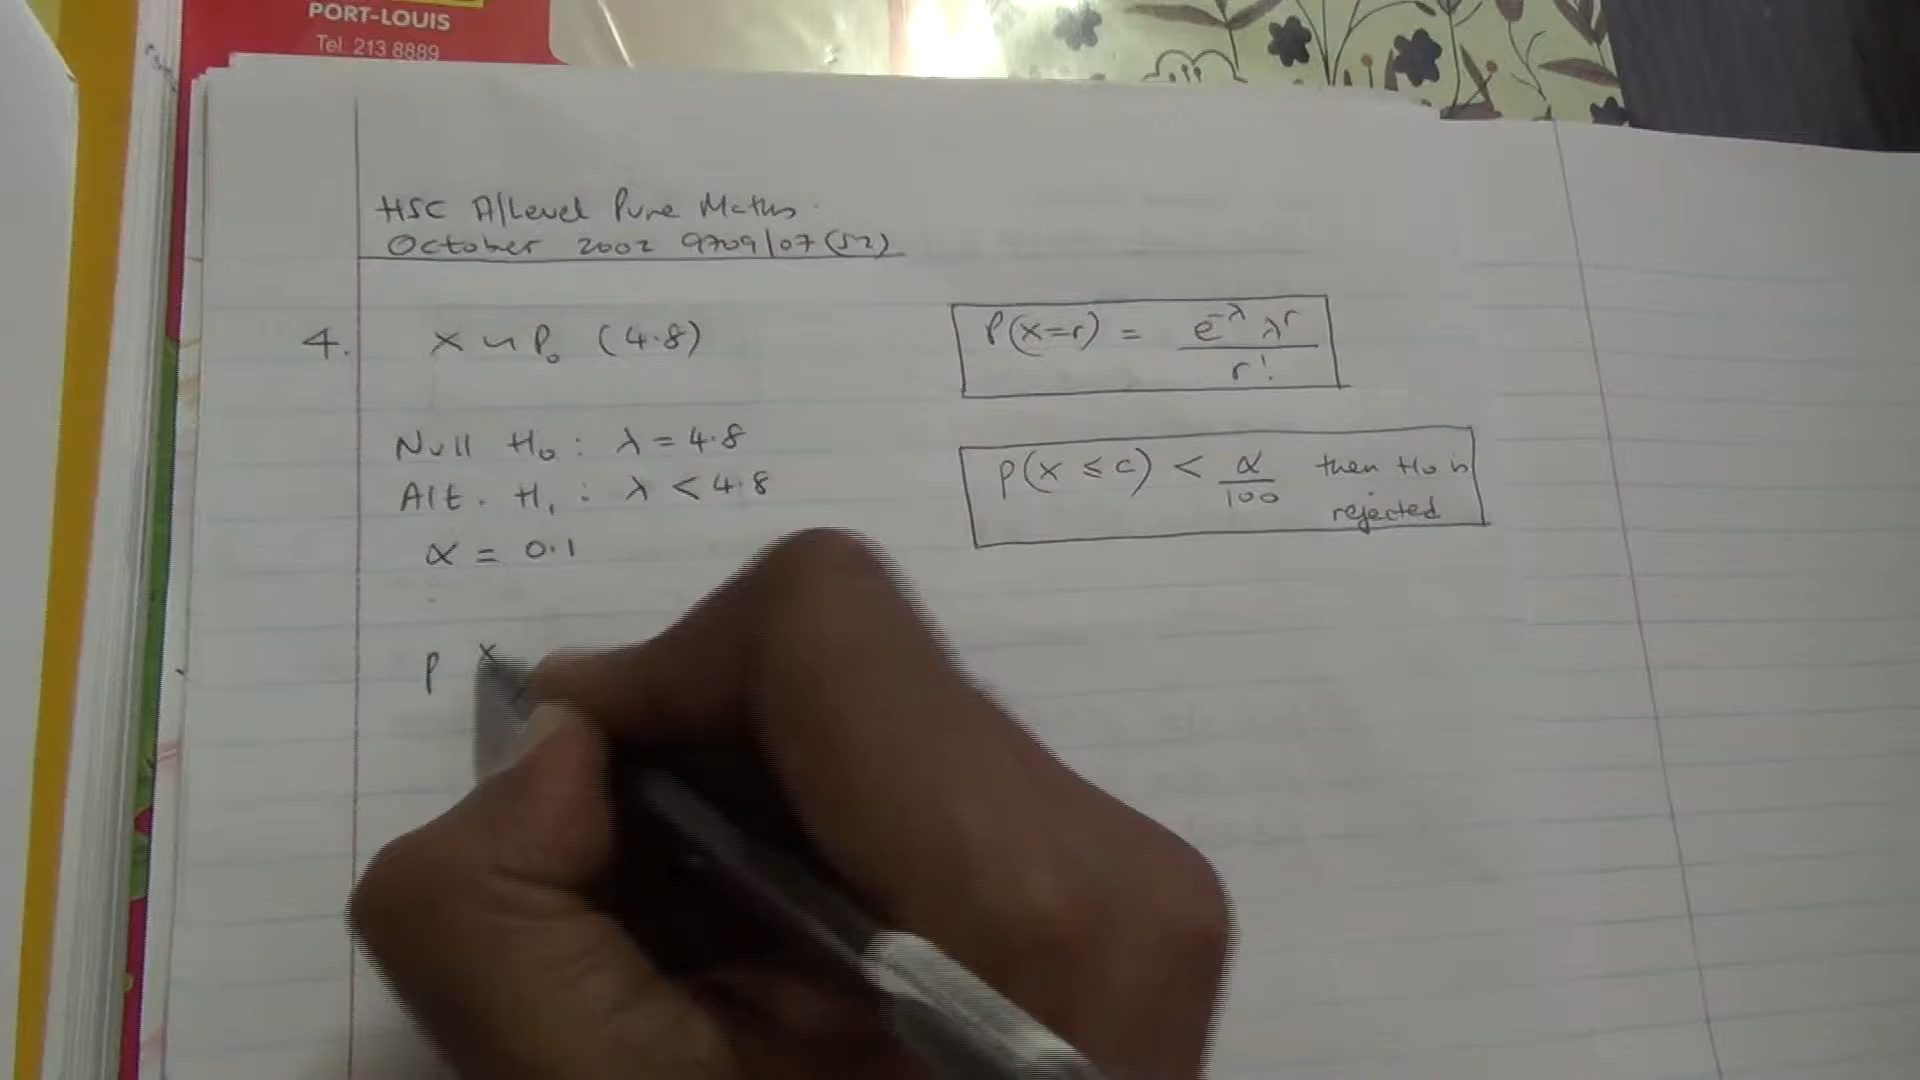 PORT-LOUIS
Tel: 213 8889
HSC A/Level Pure Maths
October 2002 9709/07 (S2)
4. X ~ Po (4.8)
P(x=r) = e^-λ λ^r / r!
Null H₀ : λ = 4.8
Alt. H₁ : λ < 4.8
α = 0.1
P(x ≤ c) < α/100 then H₀ is
rejected
P x